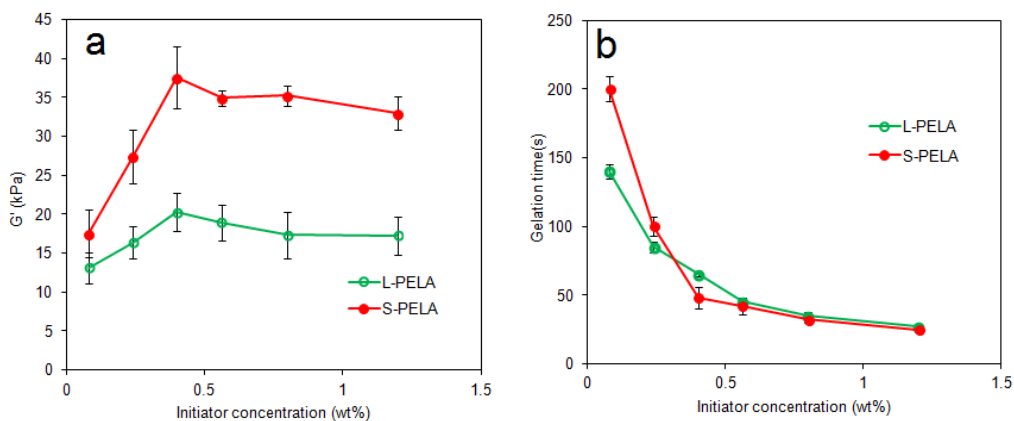 a
45
40
35
30
25
20
15
10
5
0
G' (kPa)
0
0.5
1
1.5
Initiator concentration (wt%)
L-PELA
S-PELA
b
250
200
150
100
50
0
Gelation time(s)
0
0.5
1
1.5
Initiator concentration (wt%)
L-PELA
S-PELA